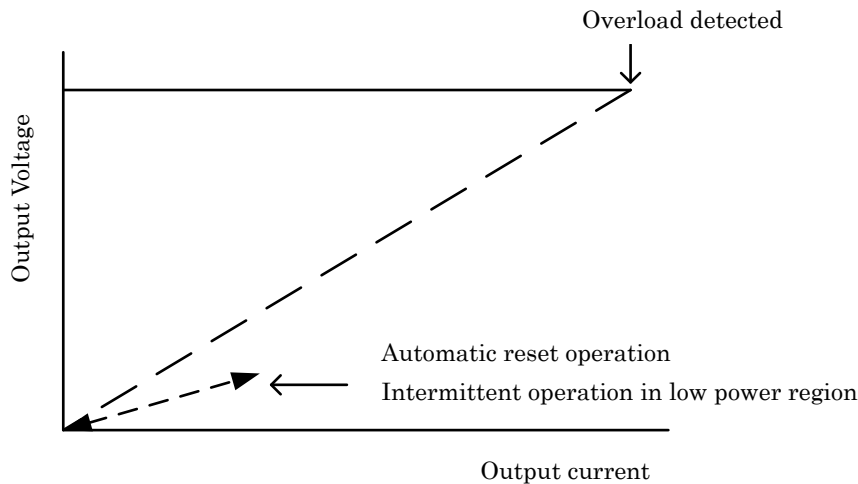 Overload detected
Output Voltage
Automatic reset operation
Intermittent operation in low power region
Output current